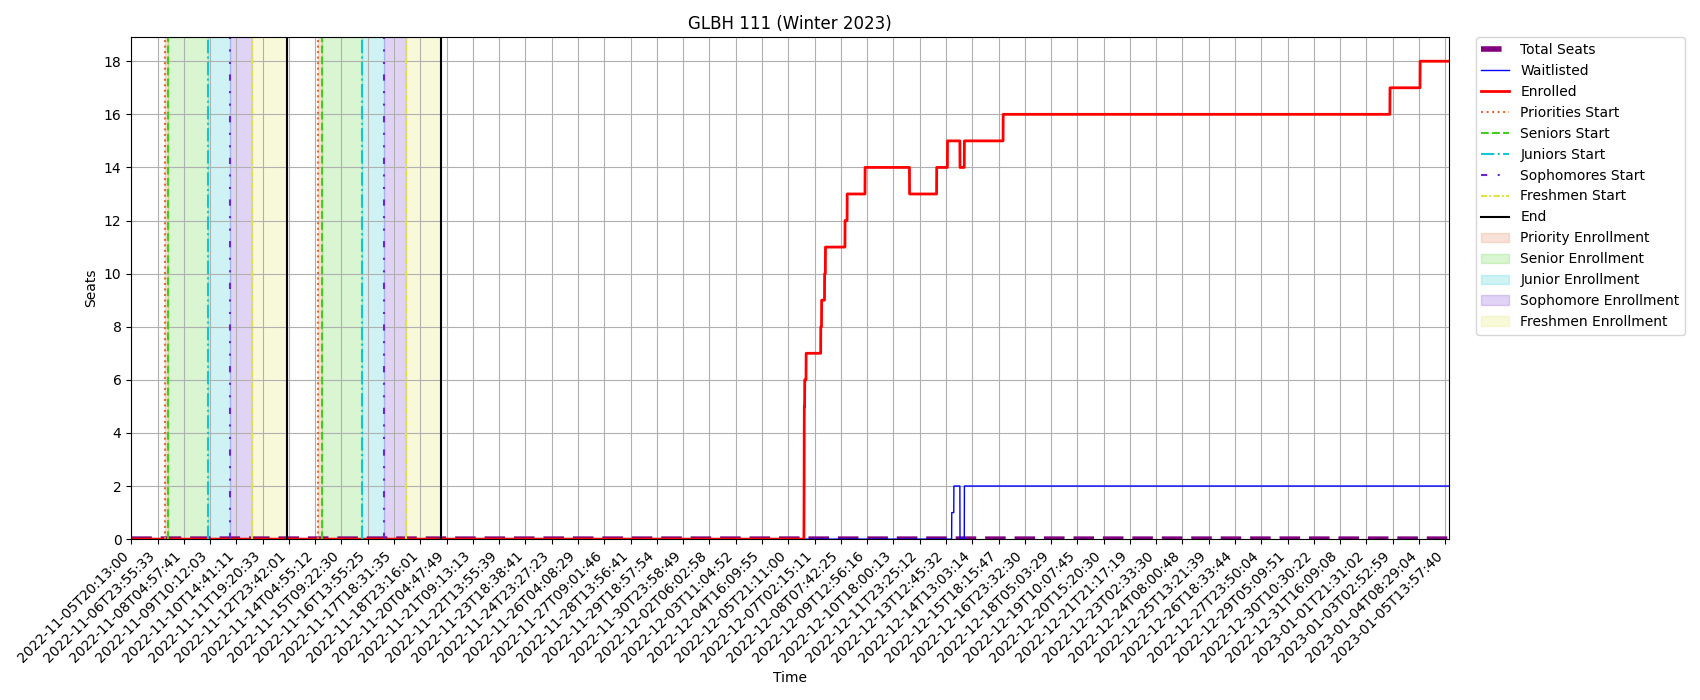 GLBH 111 (Winter 2023)
Seats
18
16
14
12
10
8
6
4
2
0
2022-11-05T20:13:00
2022-11-06T23:55:33
2022-11-08T04:57:41
2022-11-09T10:12:03
2022-11-10T14:41:11
2022-11-11T19:20:33
2022-11-12T23:42:01
2022-11-14T04:55:12
2022-11-15T09:22:30
2022-11-16T13:55:25
2022-11-17T18:31:35
2022-11-18T23:16:01
2022-11-20T04:47:49
2022-11-21T09:13:13
2022-11-22T13:55:39
2022-11-23T18:38:41
2022-11-24T23:27:23
2022-11-26T04:08:29
2022-11-27T09:01:46
2022-11-28T13:56:41
2022-11-29T18:57:54
2022-11-30T23:58:49
2022-12-02T06:02:58
2022-12-03T11:04:52
2022-12-04T16:09:55
2022-12-05T21:11:00
2022-12-07T02:15:11
2022-12-08T07:42:25
2022-12-09T12:56:16
2022-12-10T18:00:13
2022-12-11T23:25:12
2022-12-13T12:45:32
2022-12-14T13:03:14
2022-12-15T18:15:47
2022-12-16T23:32:30
2022-12-18T05:03:29
2022-12-19T10:07:45
2022-12-20T15:20:30
2022-12-21T21:17:19
2022-12-23T02:33:30
2022-12-24T08:00:48
2022-12-25T13:21:39
2022-12-26T18:33:44
2022-12-27T23:50:04
2022-12-29T05:09:51
2022-12-30T10:30:22
2022-12-31T16:09:08
2023-01-01T21:31:02
2023-01-03T02:52:59
2023-01-04T08:29:04
2023-01-05T13:57:40
Time
Total Seats
Waitlisted
Enrolled
Priorities Start
Seniors Start
Juniors Start
Sophomores Start
Freshmen Start
End
Priority Enrollment
Senior Enrollment
Junior Enrollment
Sophomore Enrollment
Freshmen Enrollment